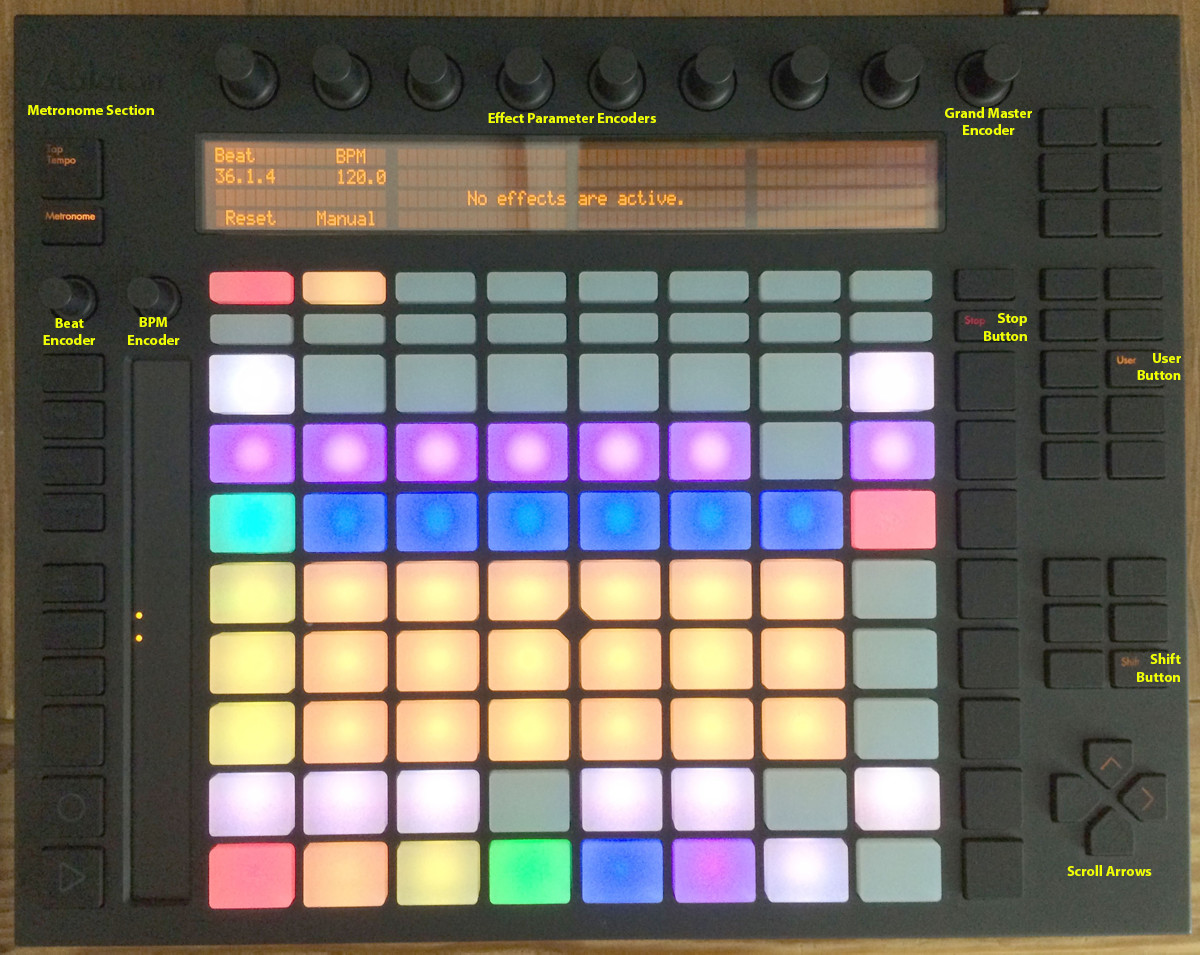 Ableton
Metronome Section
Effect Parameter Encoders
Grand Master
Encoder
Tap
Tempo
Metronome
Beat BPM
36.1.4 120.0
No effects are active.
Reset Manual
Beat
Encoder
BPM
Encoder
Stop
Stop
Button
User
User
Button
Shift
Shift
Button
Scroll Arrows